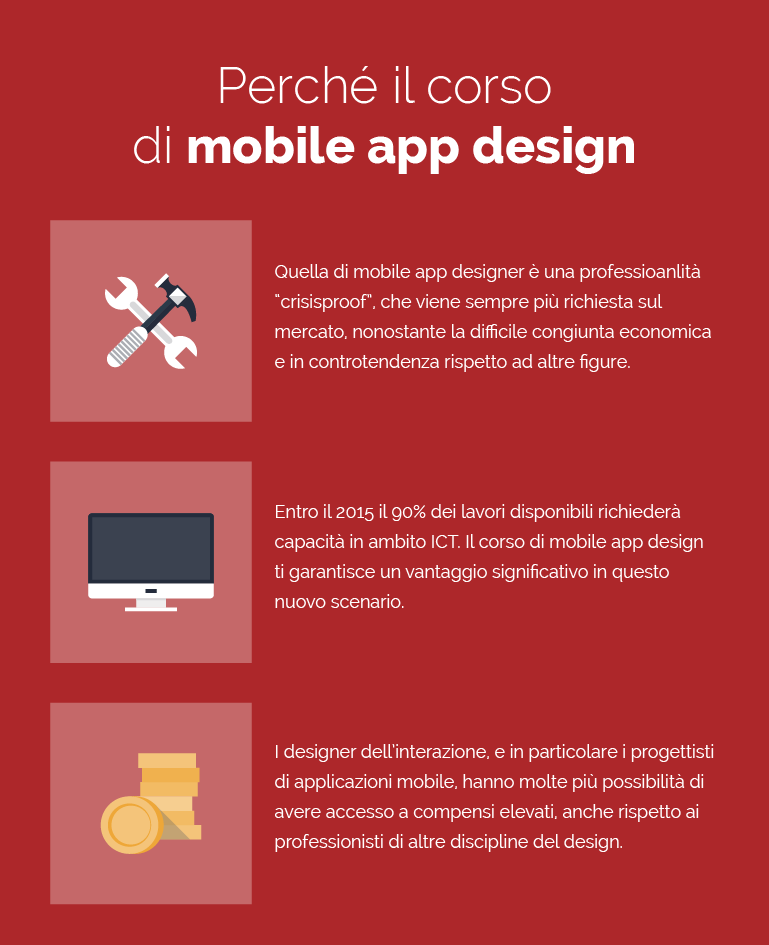 Perché il corso
di mobile app design
Quella di mobile app designer è una professioanlità
“crisisproof”, che viene sempre più richiesta sul
mercato, nonostante la difficile congiunta economica
e in controtendenza rispetto ad altre figure.
Entro il 2015 il 90% dei lavori disponibili richiederà
capacità in ambito ICT. Il corso di mobile app design
ti garantisce un vantaggio significativo in questo
nuovo scenario.
I designer dell’interazione, e in particolare i progettisti
di applicazioni mobile, hanno molte più possibilità di
avere accesso a compensi elevati, anche rispetto ai
professionisti di altre discipline del design.